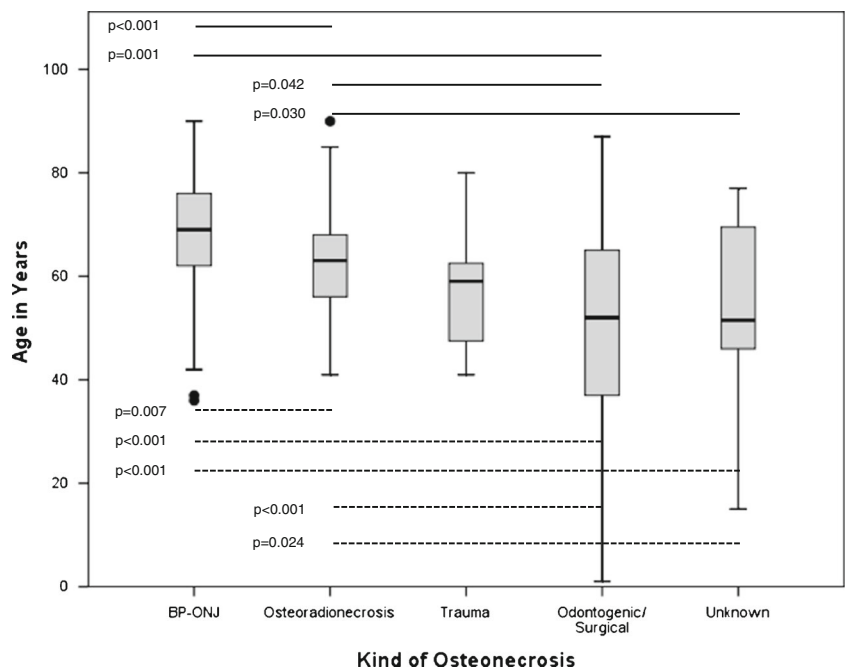 p<0.001
p=0.001
100
p=0.042
p=0.030
80
60
Age in Years
40
p=0.007
p<0.001
p<0.001
20
p<0.001
p=0.024
0
BP-ONJ Osteoradionecrosis Trauma Odontogenic/ Unknown
Surgical
Kind of Osteonecrosis